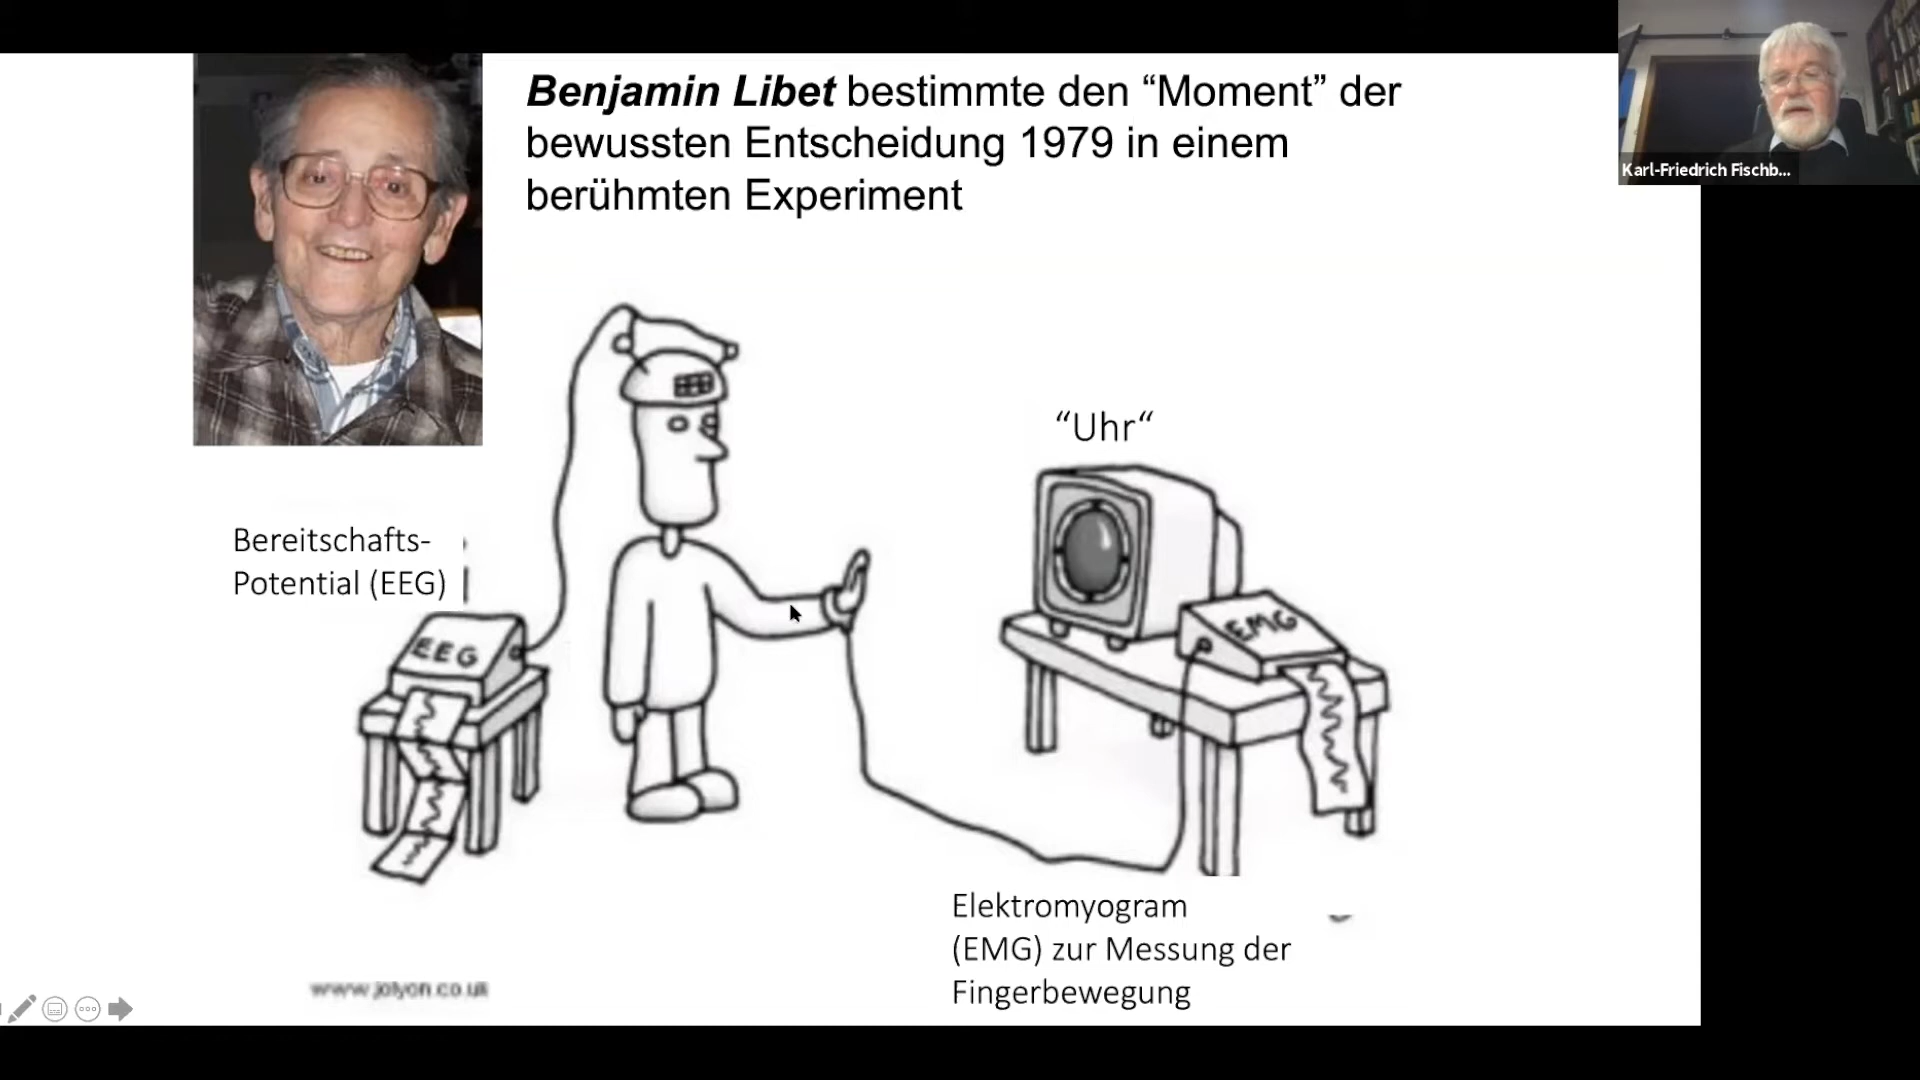 Benjamin Libet bestimmte den “Moment” der
bewussten Entscheidung 1979 in einem
berühmten Experiment
Karl-Friedrich Fischb...
“Uhr“
Bereitschafts-
Potential (EEG)
EEG
EMG
Elektromyogram
(EMG) zur Messung der
Fingerbewegung
www.jolyon.co.uk